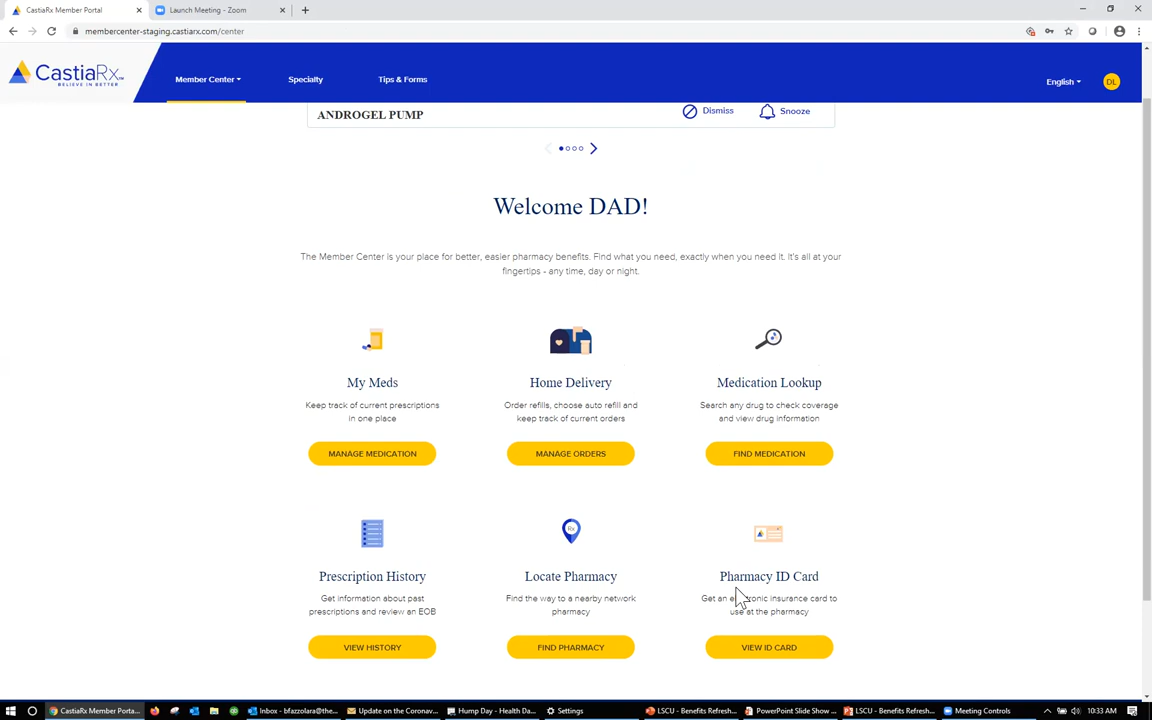 CastiaRx Member Portal
Launch Meeting - Zoom
membercenter-staging.castiarx.com/center
CastiaRx
BELIEVE IN BETTER
Member Center
Specialty
Tips & Forms
English
DL
ANDROGEL PUMP
Dismiss
Snooze
Welcome DAD!
The Member Center is your place for better, easier pharmacy benefits. Find what you need, exactly when you need it. It's all at your
fingertips - any time, day or night.
My Meds
Keep track of current prescriptions
in one place
MANAGE MEDICATION
Home Delivery
Order refills, choose auto refill and
keep track of current orders
MANAGE ORDERS
Medication Lookup
Search any drug to check coverage
and view drug information
FIND MEDICATION
Prescription History
Get information about past
prescriptions and review an EOB
VIEW HISTORY
Rx
Locate Pharmacy
Find the way to a nearby network
pharmacy
FIND PHARMACY
Pharmacy ID Card
Get an electronic insurance card to
use at the pharmacy
VIEW ID CARD
CastiaRx Member Porta...
Inbox - bfazzolara@the...
Update on the Coronav...
Hump Day - Health Da...
Settings
LSCU - Benefits Refresh...
PowerPoint Slide Show ...
LSCU - Benefits Refresh...
Meeting Controls
10:33 AM